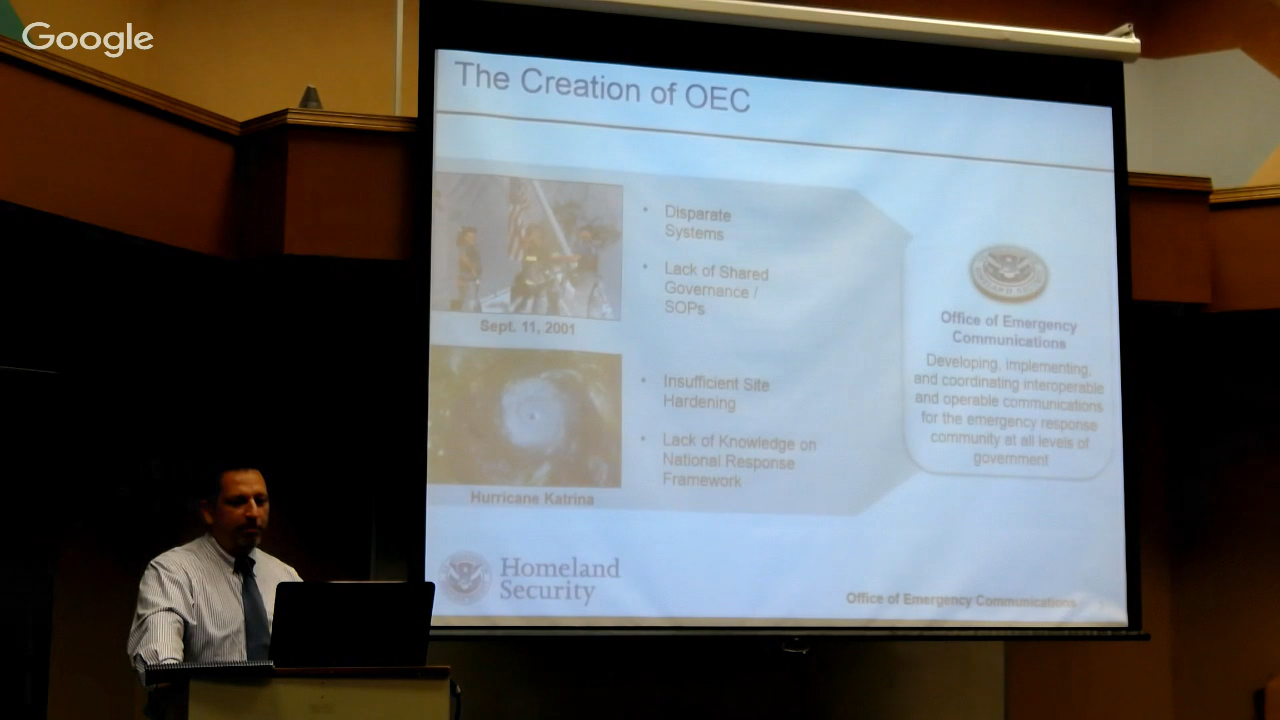 Google
The Creation of OEC
• Disparate
Systems
• Lack of Shared
Governance /
SOPs
Sept. 11, 2001
• Insufficient Site
Hardening
• Lack of Knowledge on
National Response
Framework
Hurricane Katrina
Office of Emergency
Communications
Developing, implementing,
and coordinating interoperable
and operable communications
for the emergency response
community at all levels of
government
Homeland
Security
Office of Emergency Communications